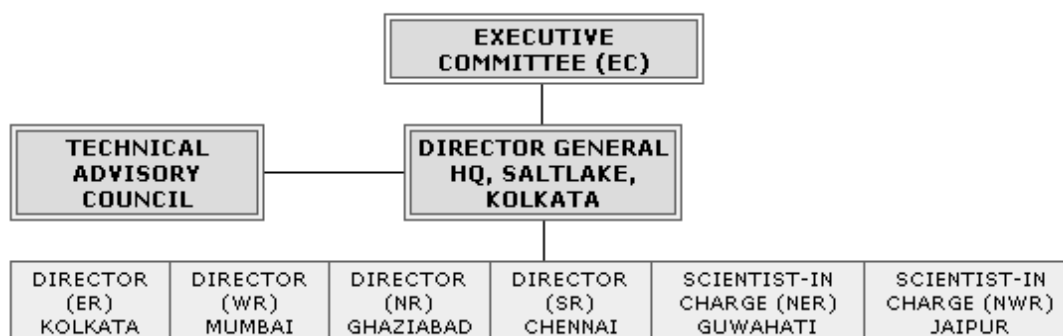 EXECUTIVE
COMMITTEE (EC)
TECHNICAL
ADVISORY
COUNCIL
DIRECTOR GENERAL
HQ, SALTLAKE,
KOLKATA
DIRECTOR
(ER)
KOLKATA
DIRECTOR
(WR)
MUMBAI
DIRECTOR
(NR)
GHAZIABAD
DIRECTOR
(SR)
CHENNAI
SCIENTIST-IN
CHARGE (NER)
GUWAHATI
SCIENTIST-IN
CHARGE (NWR)
JAIPUR